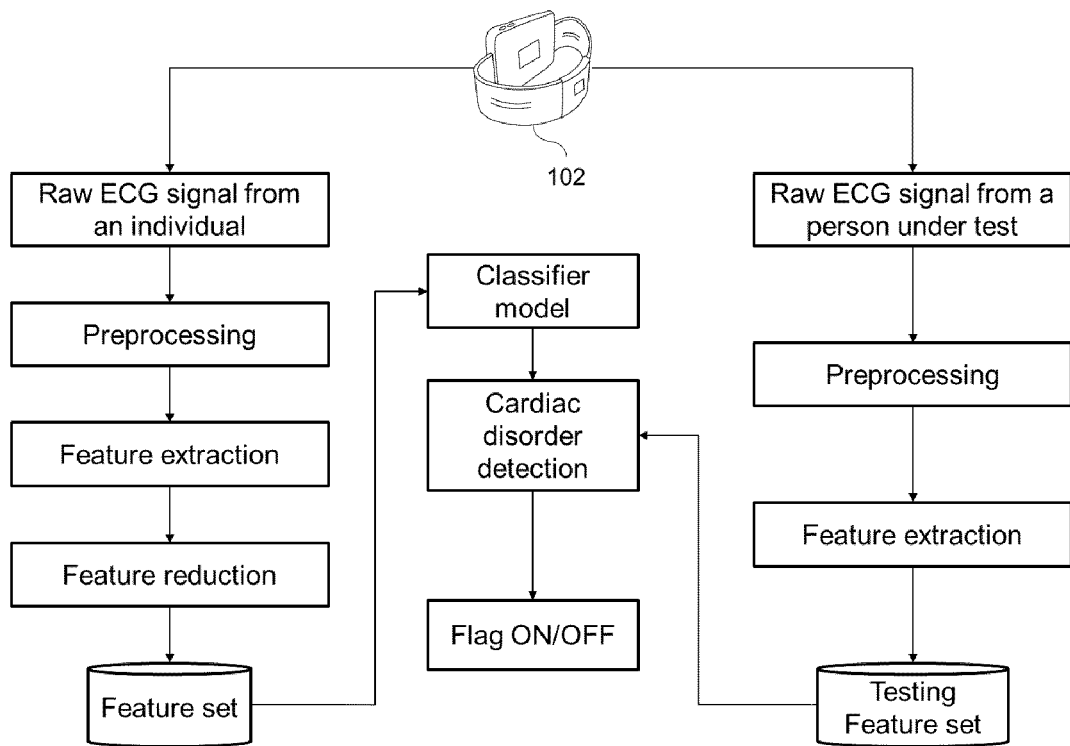 102
Raw ECG signal from
an individual
Preprocessing
Feature extraction
Feature reduction
Feature set
Classifier
model
Cardiac
disorder
detection
Flag ON/OFF
Raw ECG signal from a
person under test
Preprocessing
Feature extraction
Testing
Feature set